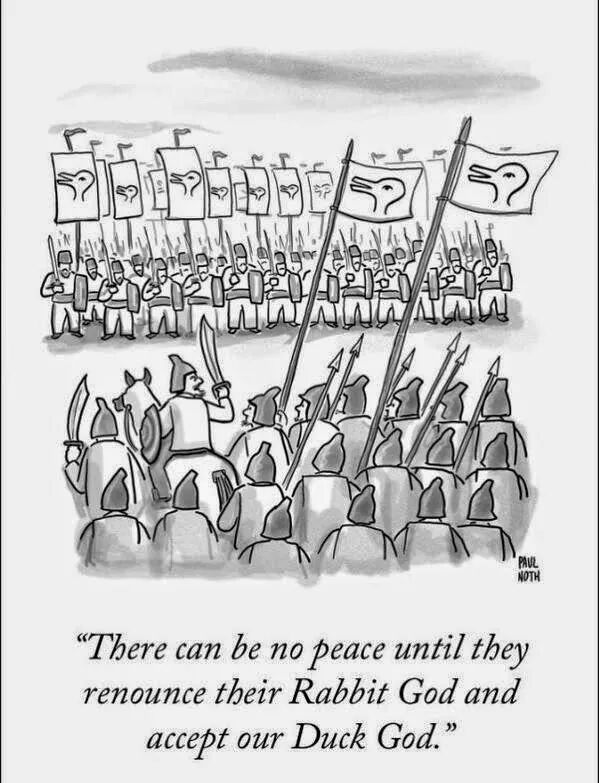 PAUL
NOTH
“There can be no peace until they
renounce their Rabbit God and
accept our Duck God.”